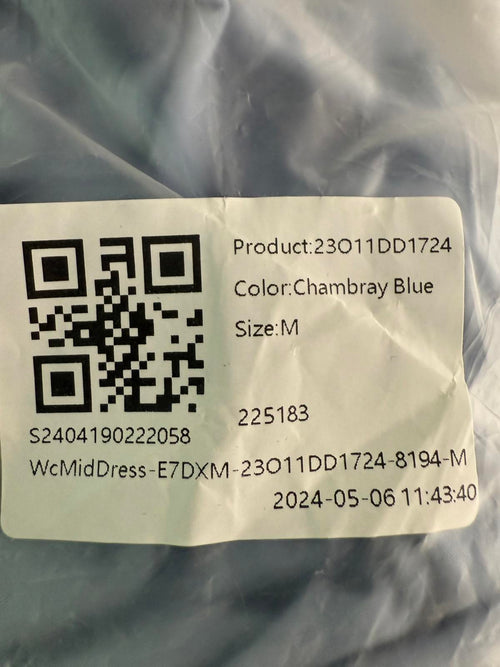 Product:23O11DD1724
Color:Chambray Blue
Size:M
225183
S2404190222058
WcMidDress-E7DXM-23O11DD1724-8194-M
2024-05-06 11:43:40